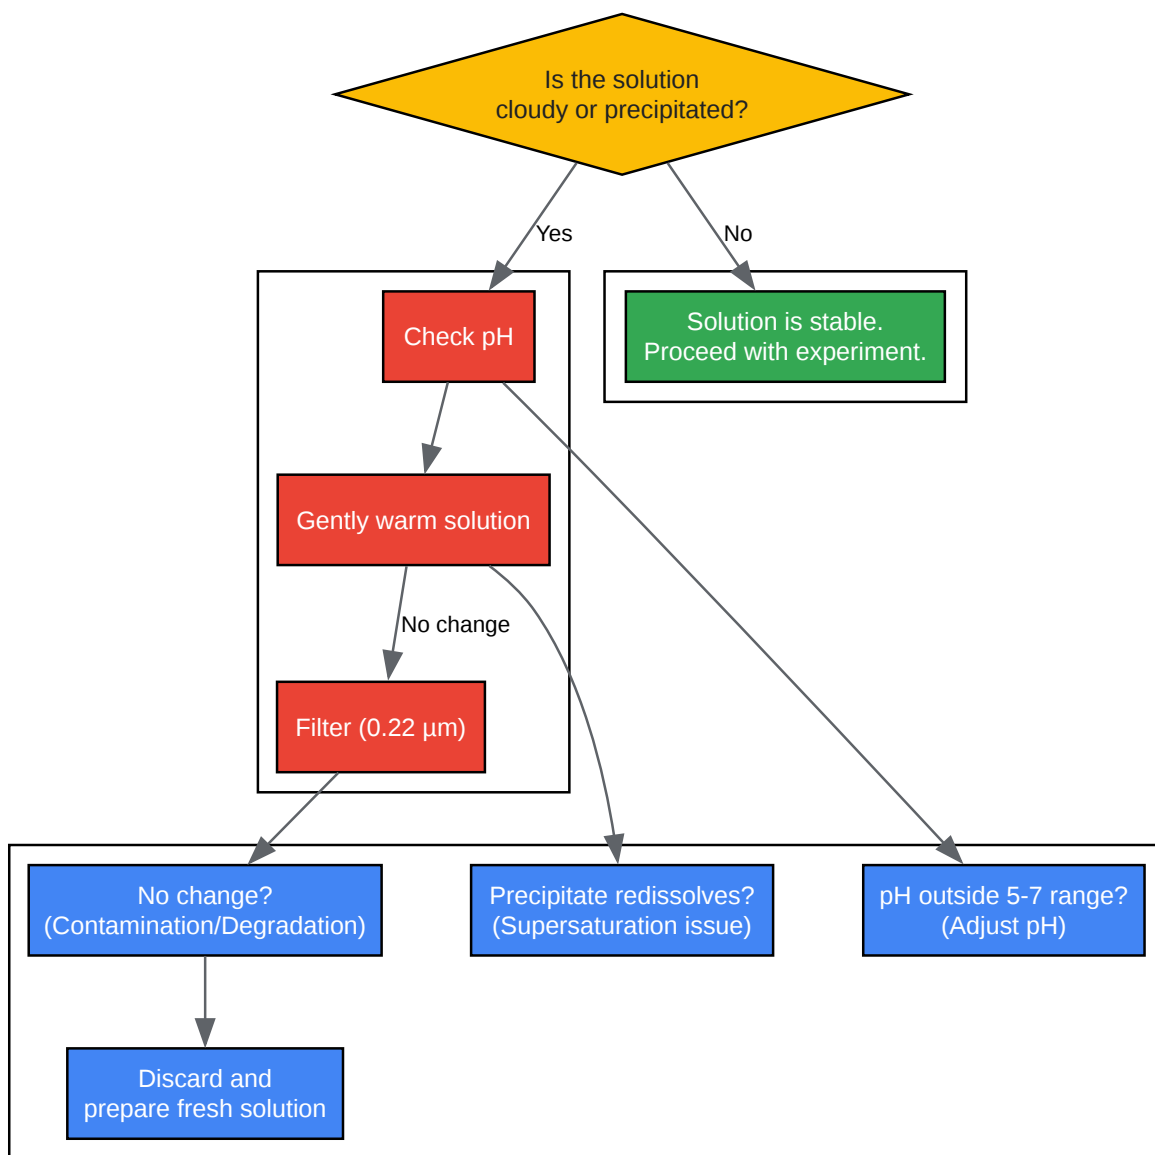 Is the solution
cloudy or precipitated?
Yes
No
Check pH
Solution is stable.
Proceed with experiment.
Gently warm solution
No change
Filter (0.22 µm)
No change?
(Contamination/Degradation)
Precipitate redissolves?
(Supersaturation issue)
pH outside 5-7 range?
(Adjust pH)
Discard and
prepare fresh solution